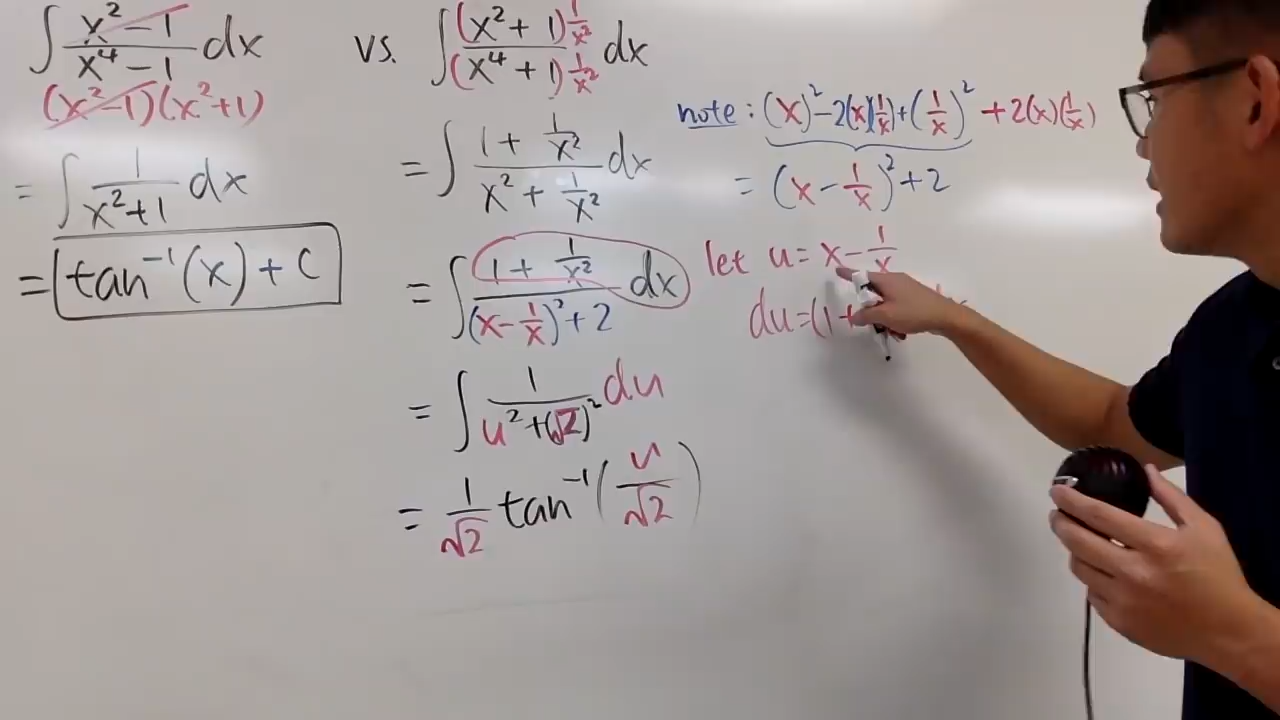 ∫ (x² − 1)/(x⁴ − 1) dx
(x²−1)(x²+1)
= ∫ 1/(x²+1) dx
= tan⁻¹(x) + C
vs.
∫ (x² + 1) 1/x² / (x⁴ + 1) 1/x² dx
= ∫ (1 + 1/x²)/(x² + 1/x²) dx
= ∫ (1 + 1/x²)/((x − 1/x)² + 2) dx
= ∫ 1/(u² + (√2)²) du
= 1/√2 tan⁻¹(u/√2)
note: (x)² − 2(x)(1/x) + (1/x)² + 2(x)(1/x)
= (x − 1/x)² + 2
let u = x − 1/x
du = (1 +